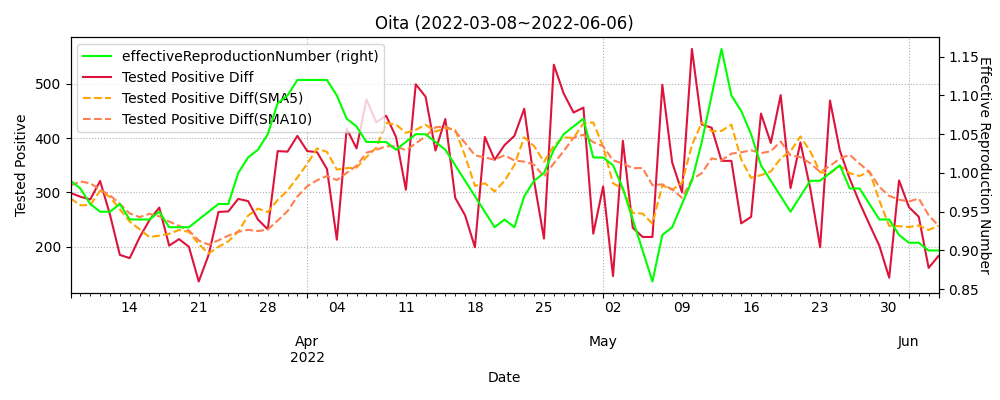 Oita (2022-03-08~2022-06-06)
effectiveReproductionNumber (right)
Tested Positive Diff
Tested Positive Diff(SMA5)
Tested Positive Diff(SMA10)
Tested Positive
500
400
300
200
1.15
1.10
1.05
1.00
0.95
0.90
0.85
Effective Reproduction Number
14 21 28 04 11 18 25 02 09 16 23 30
Apr May Jun
2022
Date